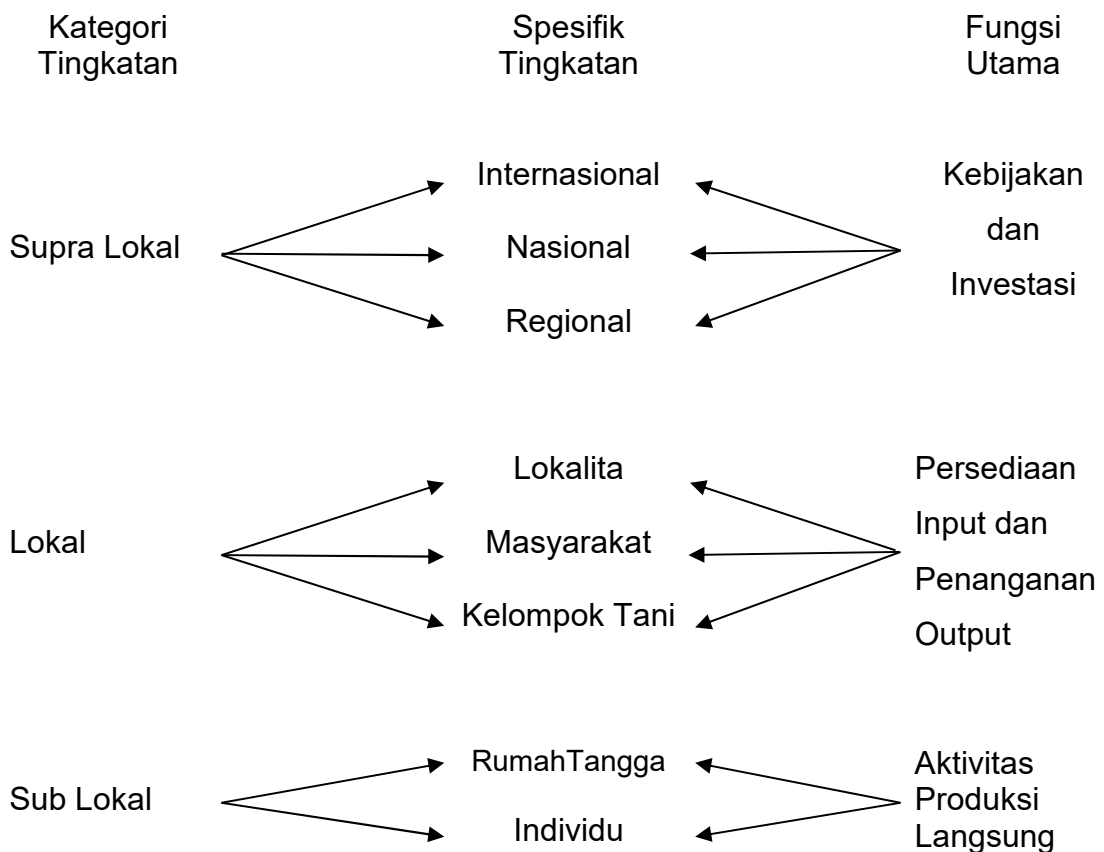 Kategori
Tingkatan
Spesifik
Tingkatan
Fungsi
Utama
Supra Lokal
Internasional
Nasional
Regional
Kebijakan
dan
Investasi
Lokal
Lokalita
Masyarakat
Kelompok Tani
Persediaan
Input dan
Penanganan
Output
Sub Lokal
RumahTangga
Individu
Aktivitas
Produksi
Langsung